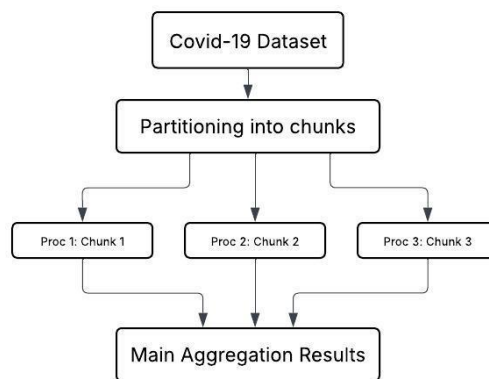 Covid-19 Dataset
Partitioning into chunks
Proc 1: Chunk 1
Proc 2: Chunk 2
Proc 3: Chunk 3
Main Aggregation Results